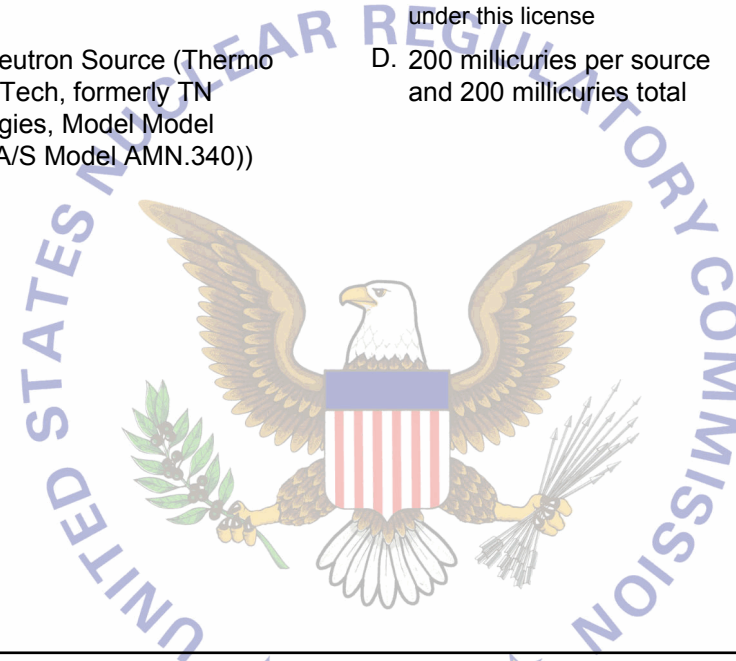 under this license
eutron Source (Thermo
Tech, formerly TN
gies, Model Model
A/S Model AMN.340))
D. 200 millicuries per source
and 200 millicuries total
UNITED STATES NUCLEAR REGULATORY COMMISSION